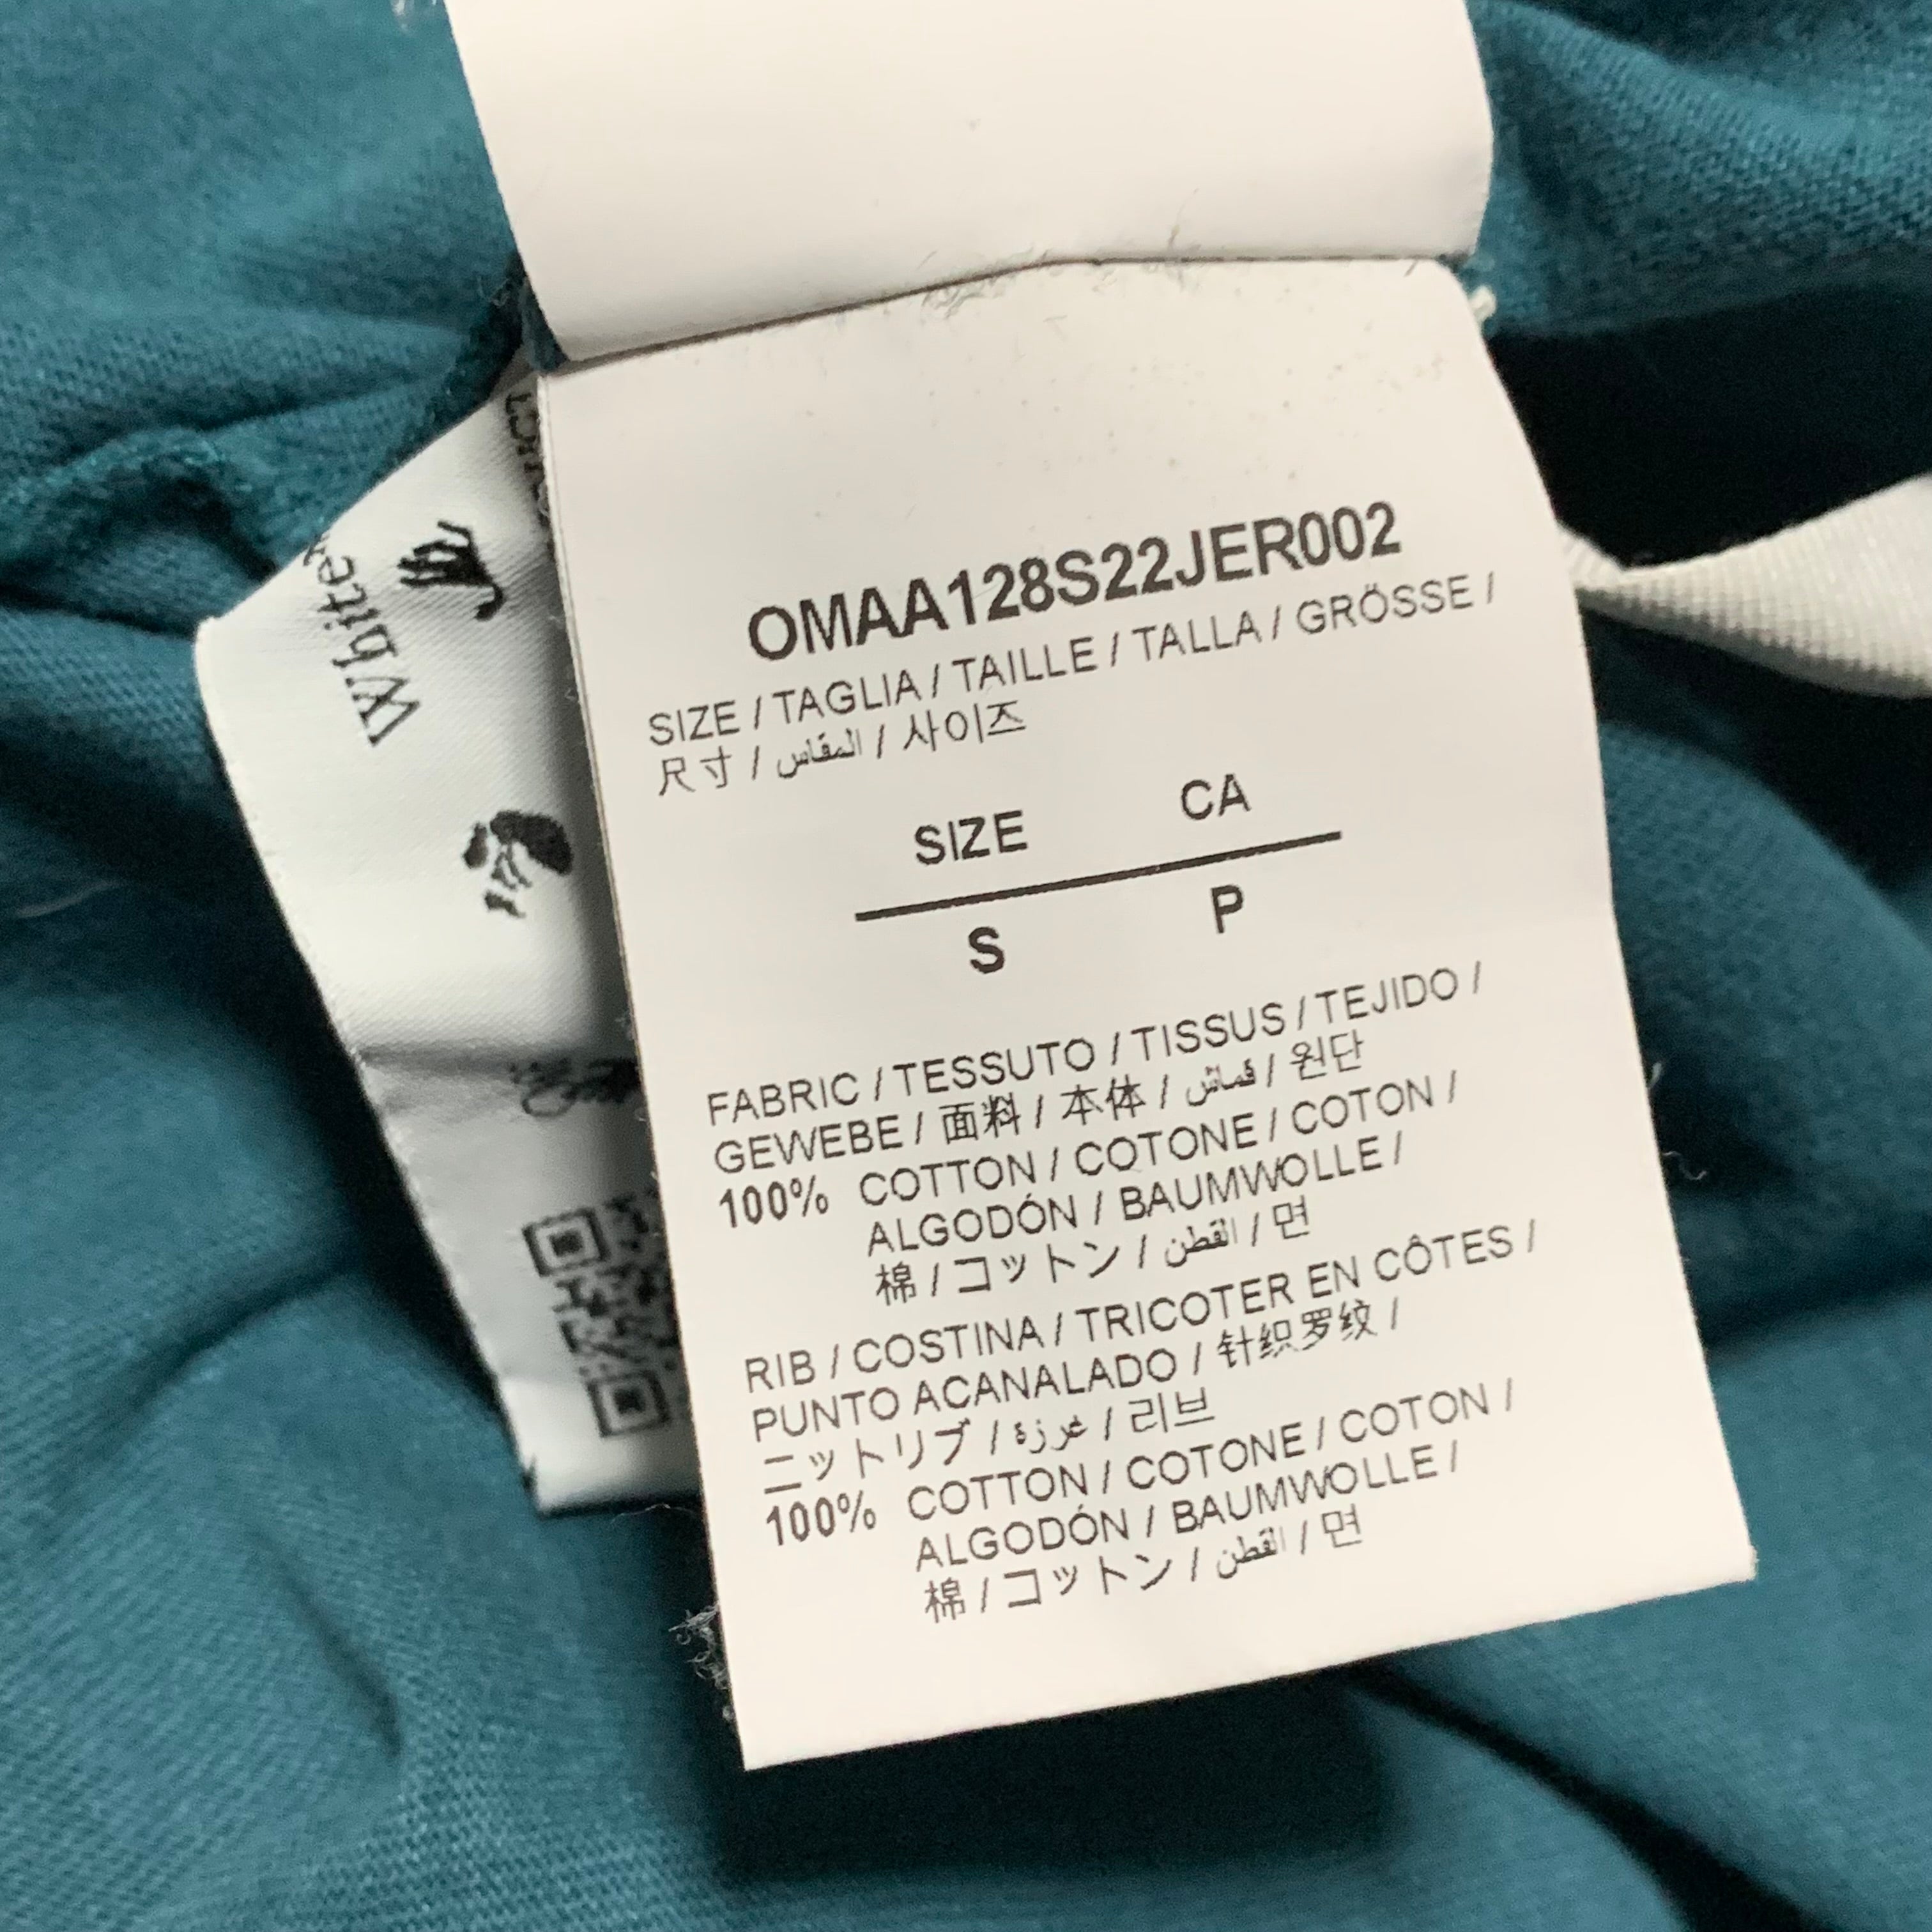 OMAA128S22JER002
SIZE / TAGLIA / TAILLE / TALLA / GRÖSSE /
尺寸 / المقاس / 사이즈
SIZE CA
S P
FABRIC / TESSUTO / TISSUS / TEJIDO /
GEWEBE / 面料 / 本体 / قماش / 원단
100% COTTON / COTONE / COTON /
ALGODÓN / BAUMWOLLE /
棉 / コットン / القطن / 면
RIB / COSTINA / TRICOTER EN CÔTES /
PUNTO ACANALADO / 针织罗纹 /
ニットリブ / غرزة / 리브
100% COTTON / COTONE / COTON /
ALGODÓN / BAUMWOLLE /
棉 / コットン / القطن / 면